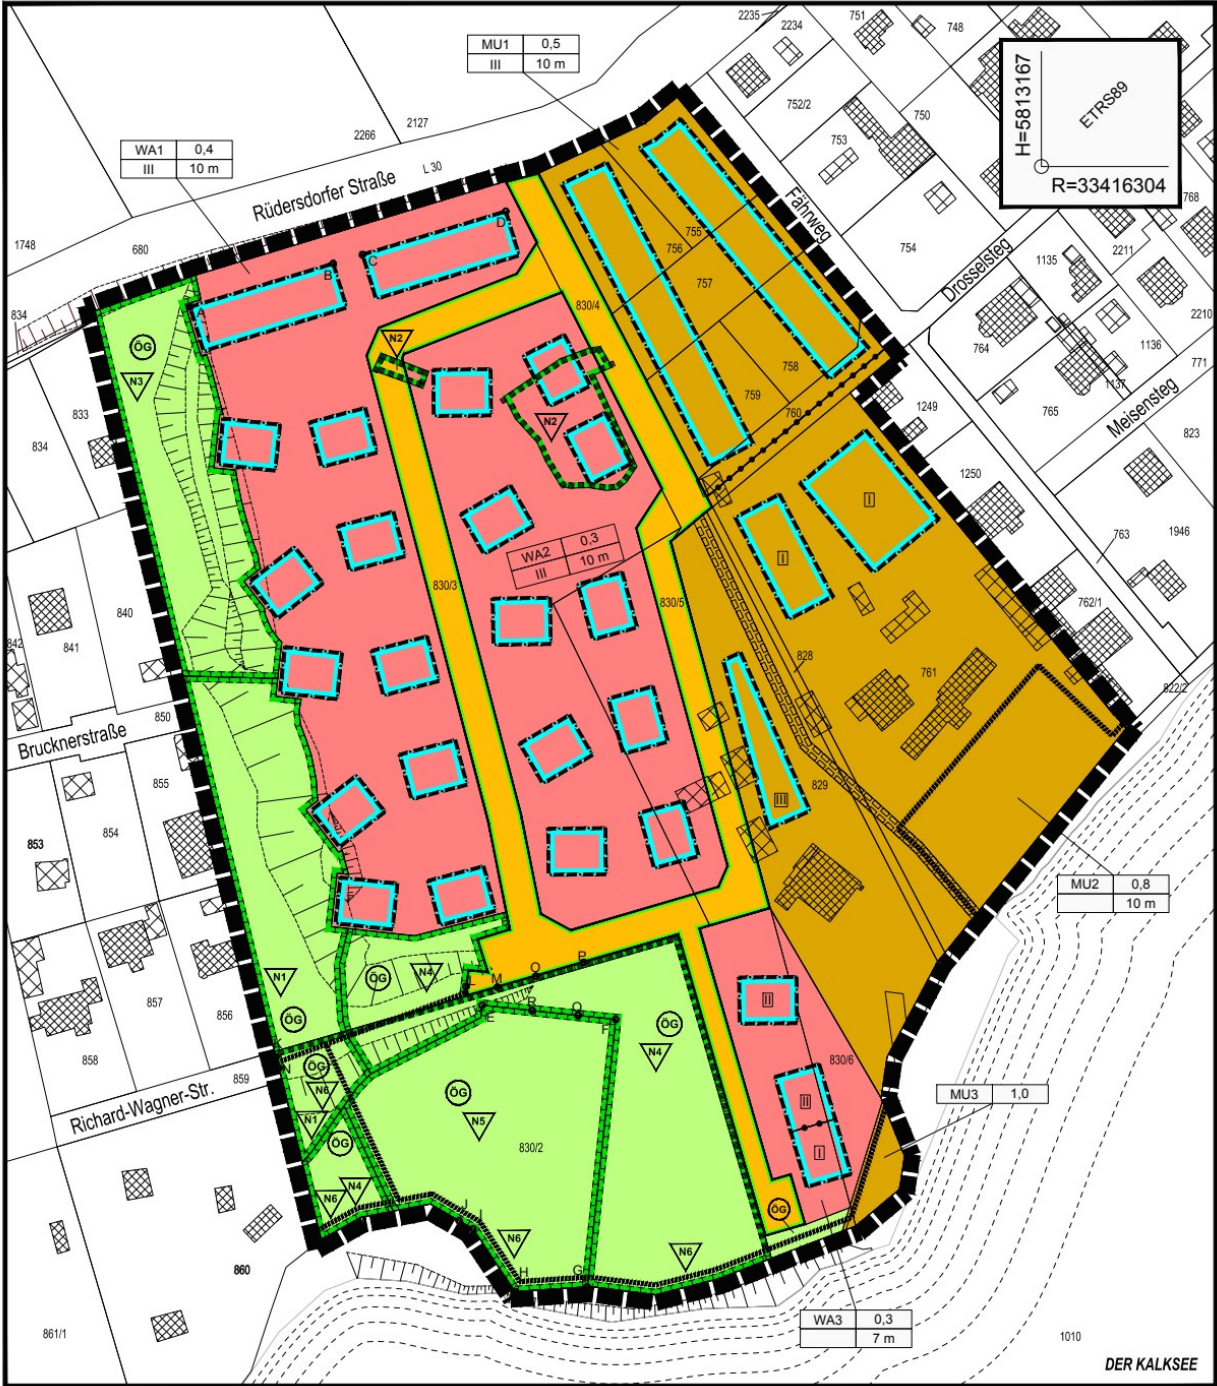 2235
2234
751
748
MU1 0,5
III 10 m
H=5813167
ETRS89
R=33416304
752/2
750
753
2127
2266
WA1 0,4
III 10 m
L 30
Rüdersdorfer Straße
Fährweg
768
754
1748
680
755
756
757
Drosselsteg
1135
2211
834
830/4
2210
764
1136
771
1137
ÖG
N3
N2
758
759
760
833
834
765
Meisensteg
1249
823
1250
N2
A
B
C
D
I
I
763
1946
WA2 0,3
III 10 m
830/3
830/5
762/1
840
841
842
828
761
822/2
850
Brucknerstraße
855
829
III
853
854
MU2 0,8
10 m
857
856
858
N1
ÖG
ÖG
N4
L
M
O
P
E
R
Q
F
ÖG
N4
II
830/6
859
Richard-Wagner-Str.
N
ÖG
N6
N1
ÖG
ÖG
N5
830/2
MU3 1,0
II
I
N6
N4
ÖG
J
I
N6
N6
H
G
860
861/1
WA3 0,3
7 m
1010
DER KALKSEE